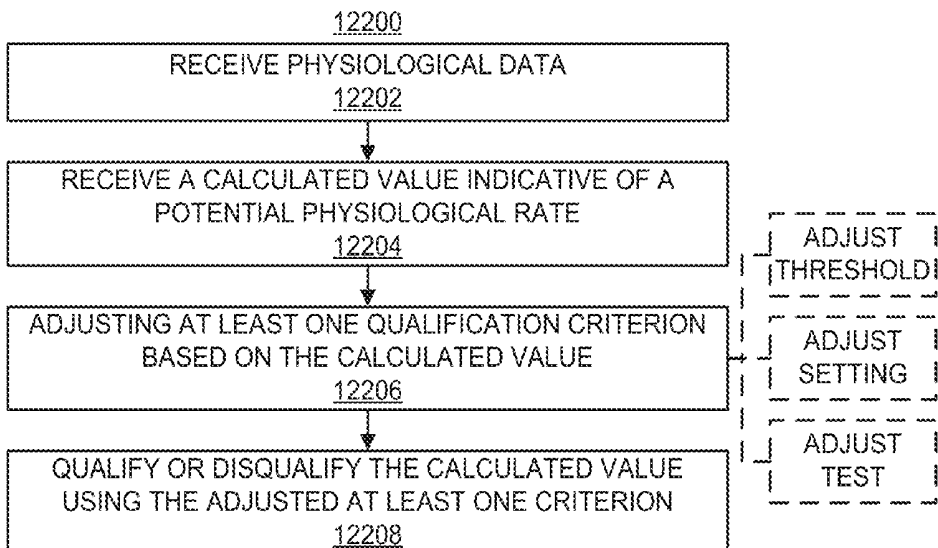 12200
RECEIVE PHYSIOLOGICAL DATA
12202
RECEIVE A CALCULATED VALUE INDICATIVE OF A
POTENTIAL PHYSIOLOGICAL RATE
12204
ADJUSTING AT LEAST ONE QUALIFICATION CRITERION
BASED ON THE CALCULATED VALUE
12206
QUALIFY OR DISQUALIFY THE CALCULATED VALUE
USING THE ADJUSTED AT LEAST ONE CRITERION
12208
ADJUST
THRESHOLD
ADJUST
SETTING
ADJUST
TEST